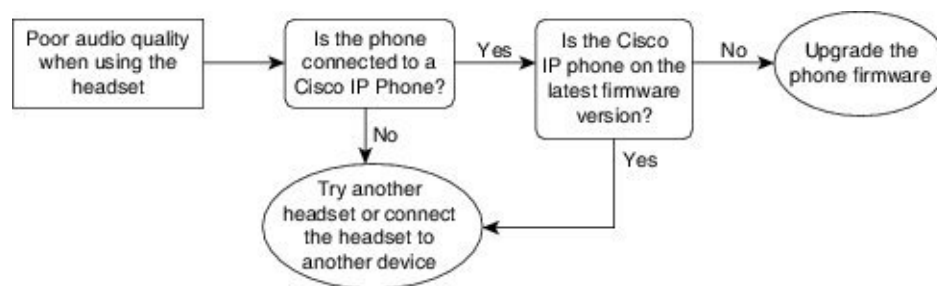 Poor audio quality
when using the
headset
Is the phone
connected to a
Cisco IP Phone?
Yes
Is the Cisco
IP phone on the
latest firmware
version?
No
Upgrade the
phone firmware
No
Yes
Try another
headset or connect
the headset to
another device